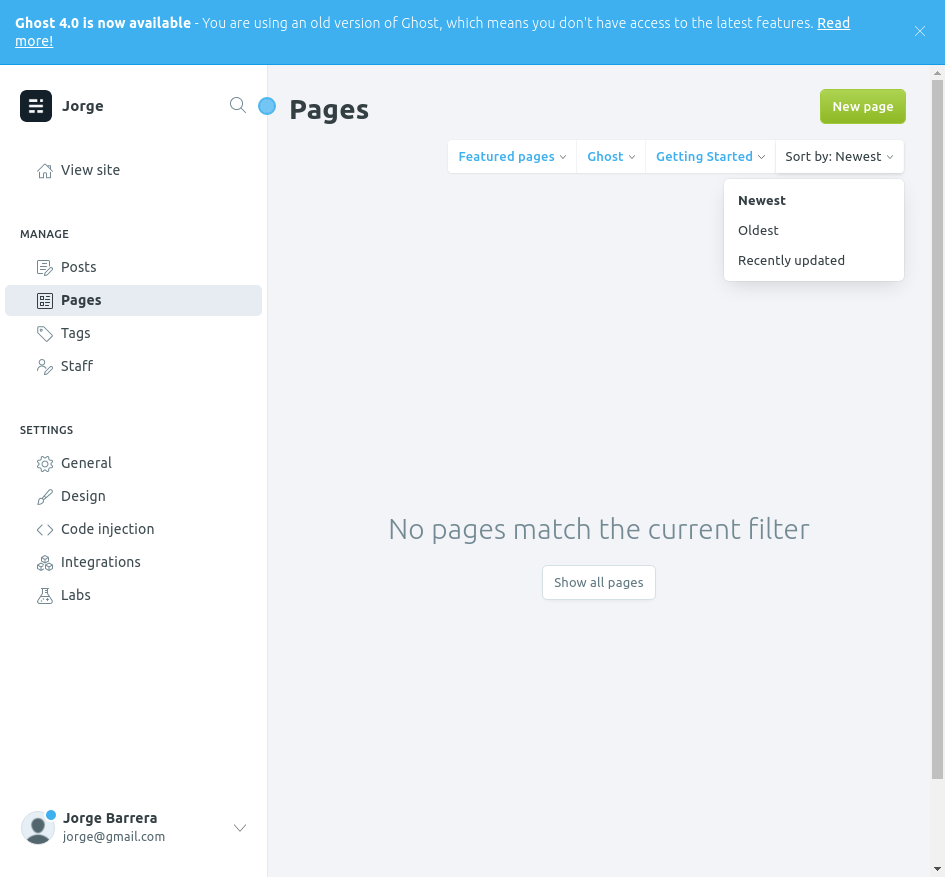 Ghost 4.0 is now available - You are using an old version of Ghost, which means you don't have access to the latest features. Read
more!
Jorge
View site
MANAGE
Posts
Pages
Tags
Staff
SETTINGS
General
Design
Code injection
Integrations
Labs
Jorge Barrera
jorge@gmail.com
Pages
New page
Featured pages
Ghost
Getting Started
Sort by: Newest
Newest
Oldest
Recently updated
No pages match the current filter
Show all pages